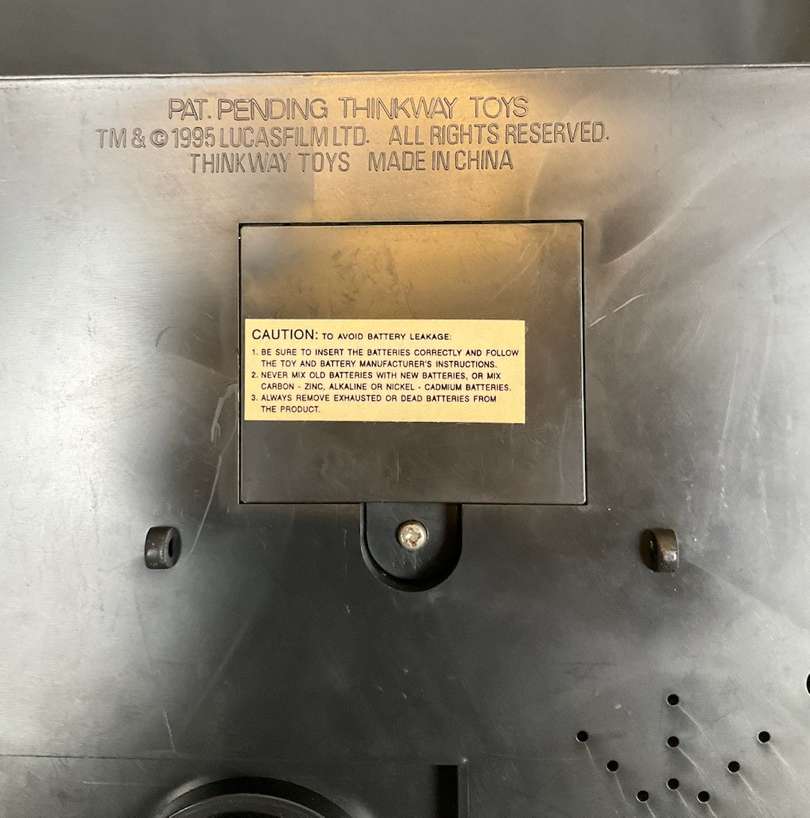 PAT. PENDING THINKWAY TOYS
TM & © 1995 LUCASFILM LTD. ALL RIGHTS RESERVED.
THINKWAY TOYS MADE IN CHINA
CAUTION: TO AVOID BATTERY LEAKAGE:
1. BE SURE TO INSERT THE BATTERIES CORRECTLY AND FOLLOW
THE TOY AND BATTERY MANUFACTURER'S INSTRUCTIONS.
2. NEVER MIX OLD BATTERIES WITH NEW BATTERIES, OR MIX
CARBON - ZINC, ALKALINE OR NICKEL - CADMIUM BATTERIES.
3. ALWAYS REMOVE EXHAUSTED OR DEAD BATTERIES FROM
THE PRODUCT.